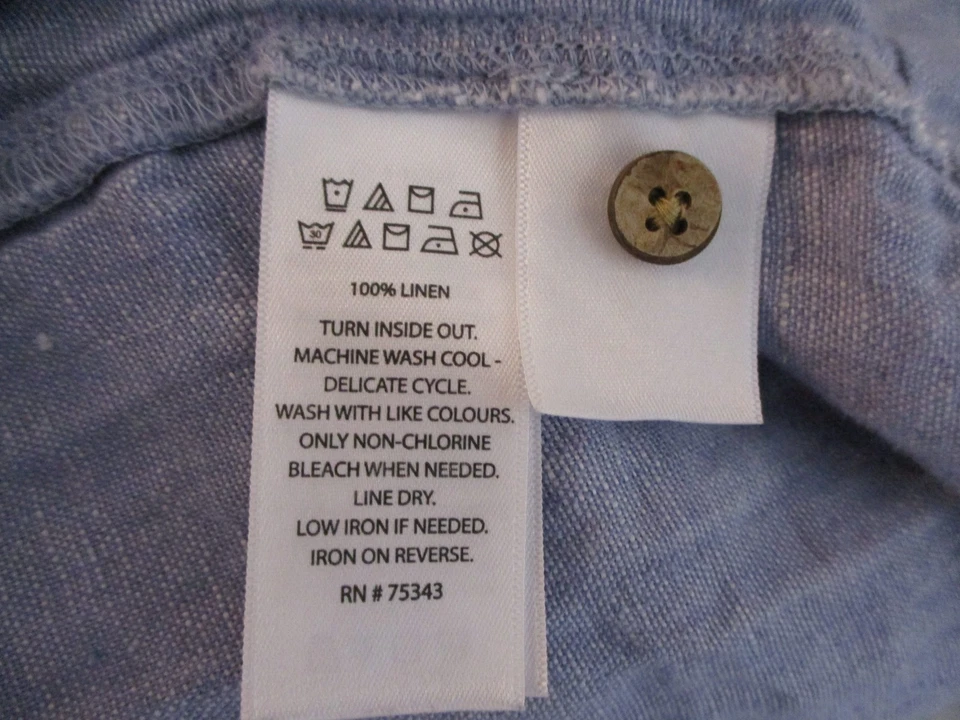 30
100% LINEN
TURN INSIDE OUT.
MACHINE WASH COOL -
DELICATE CYCLE.
WASH WITH LIKE COLOURS.
ONLY NON-CHLORINE
BLEACH WHEN NEEDED.
LINE DRY.
LOW IRON IF NEEDED.
IRON ON REVERSE.
RN # 75343